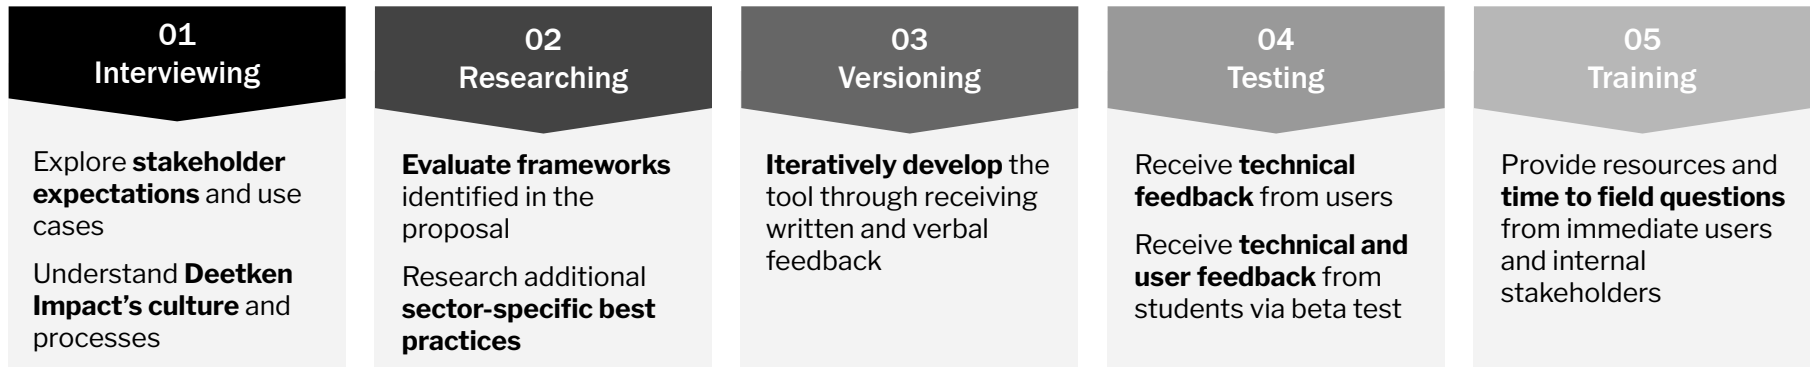 01
Interviewing
Explore stakeholder
expectations and use
cases
Understand Deetken
Impact’s culture and
processes
02
Researching
Evaluate frameworks
identified in the
proposal
Research additional
sector-specific best
practices
03
Versioning
Iteratively develop the
tool through receiving
written and verbal
feedback
04
Testing
Receive technical
feedback from users
Receive technical and
user feedback from
students via beta test
05
Training
Provide resources and
time to field questions
from immediate users
and internal
stakeholders